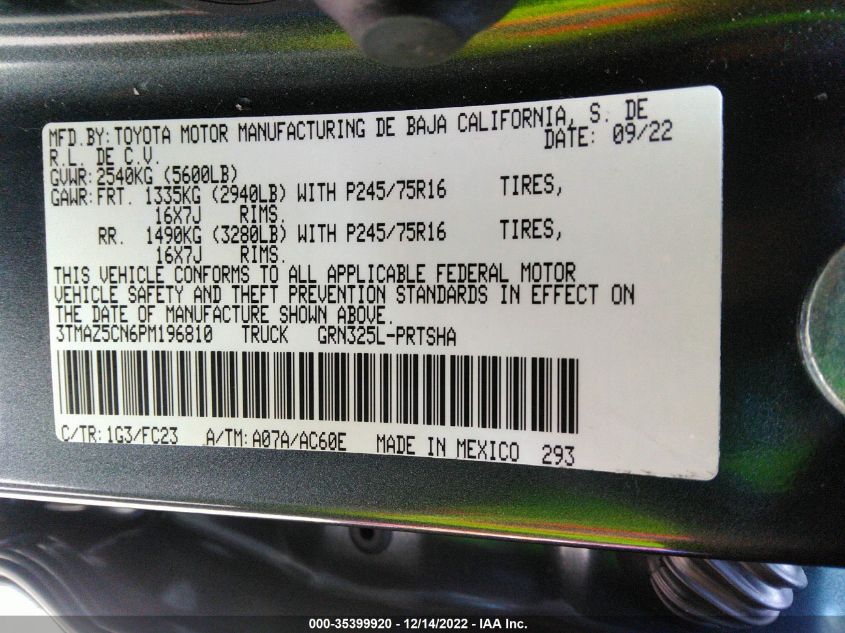 MFD.BY: TOYOTA MOTOR MANUFACTURING DE BAJA CALIFORNIA, S. DE
R.L. DE C.V. DATE: 09/22
GVWR: 2540KG (5600LB)
GAWR: FRT. 1335KG (2940LB) WITH P245/75R16 TIRES,
16X7J RIMS.
RR. 1490KG (3280LB) WITH P245/75R16 TIRES,
16X7J RIMS.
THIS VEHICLE CONFORMS TO ALL APPLICABLE FEDERAL MOTOR
VEHICLE SAFETY AND THEFT PREVENTION STANDARDS IN EFFECT ON
THE DATE OF MANUFACTURE SHOWN ABOVE.
3TMAZ5CN6PM196810 TRUCK GRN325L-PRTSHA
C/TR: 1G3/FC23 A/TM: A07A/AC60E MADE IN MEXICO 293
000-35399920 - 12/14/2022 - IAA Inc.